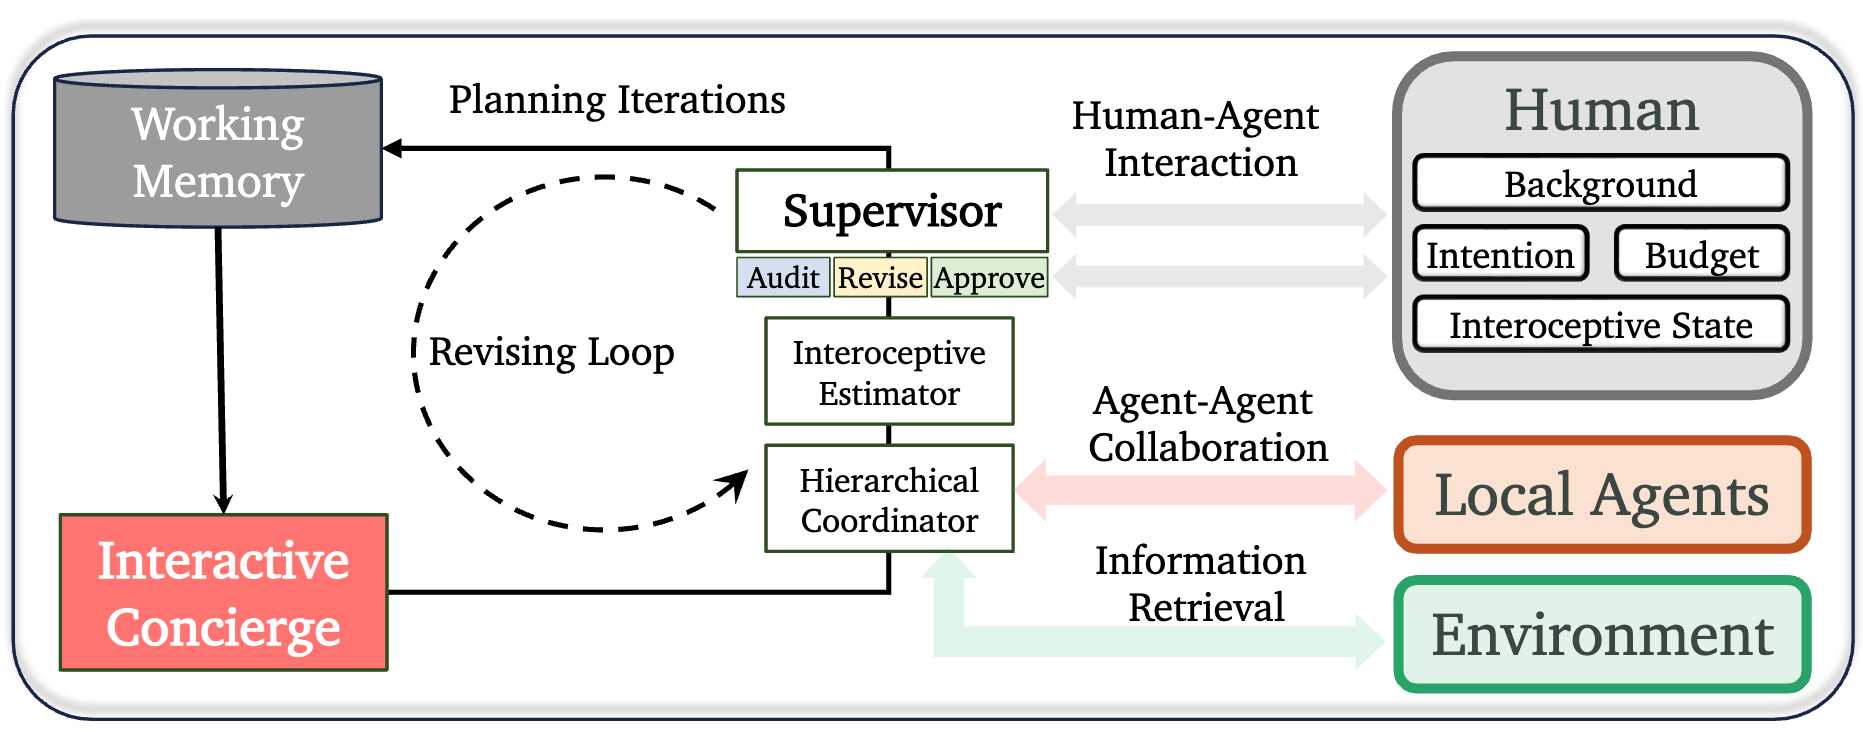 Working
Memory
Planning Iterations
Supervisor
Audit
Revise
Approve
Revising Loop
Interoceptive
Estimator
Hierarchical
Coordinator
Interactive
Concierge
Human-Agent
Interaction
Agent-Agent
Collaboration
Information
Retrieval
Human
Background
Intention
Budget
Interoceptive State
Local Agents
Environment